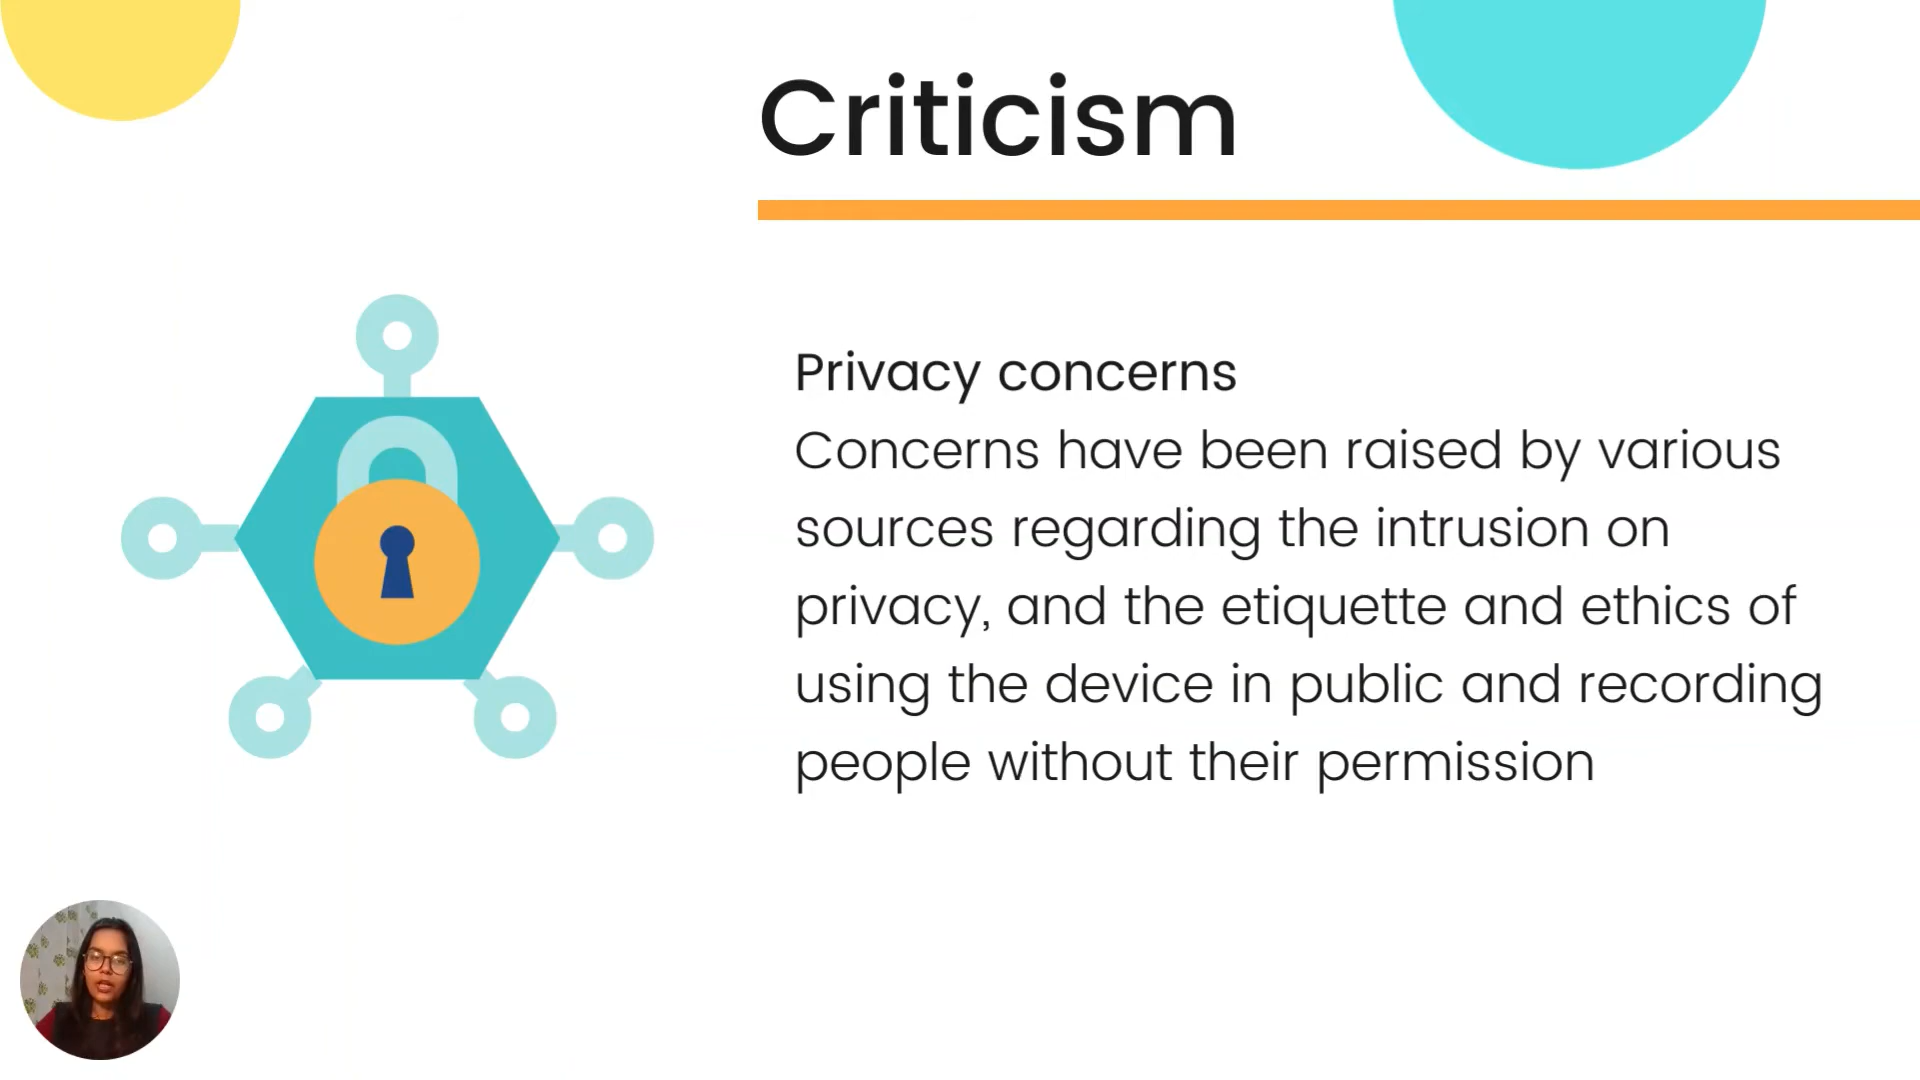 Criticism
Privacy concerns
Concerns have been raised by various
sources regarding the intrusion on
privacy, and the etiquette and ethics of
using the device in public and recording
people without their permission